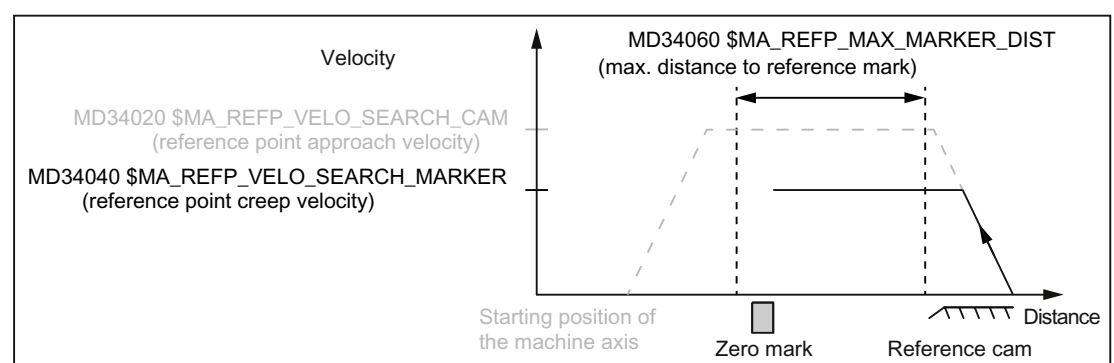 Velocity
MD34060 $MA_REFP_MAX_MARKER_DIST
(max. distance to reference mark)
MD34020 $MA_REFP_VELO_SEARCH_CAM
(reference point approach velocity)
MD34040 $MA_REFP_VELO_SEARCH_MARKER
(reference point creep velocity)
Starting position of
the machine axis
Zero mark
Reference cam
Distance